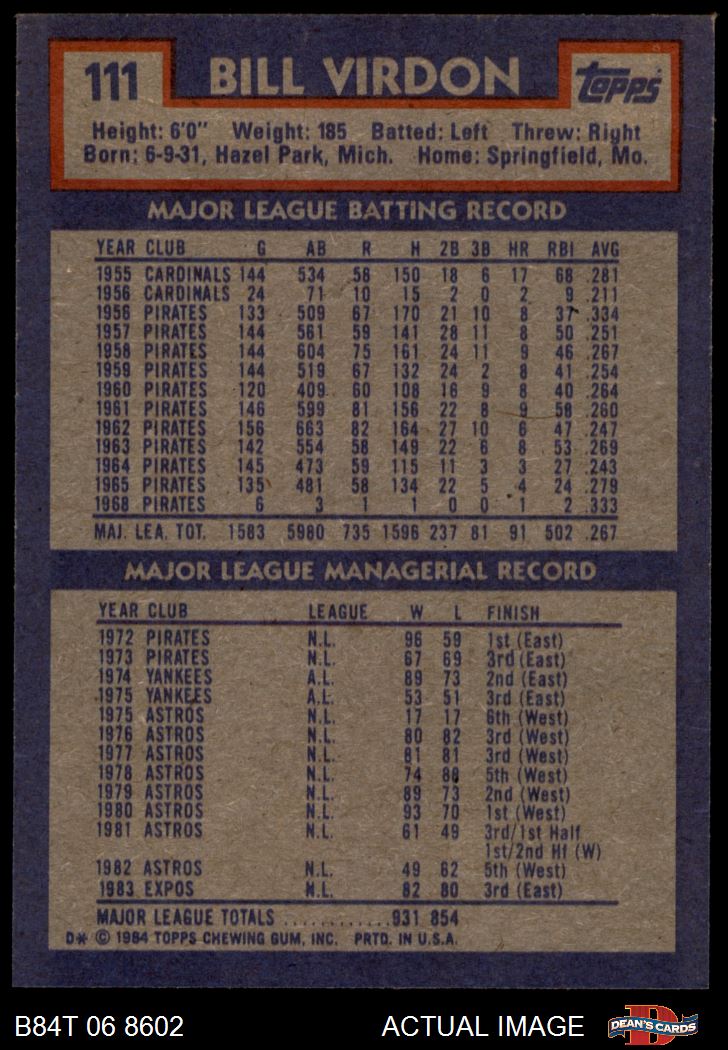 111 BILL VIRDON Topps
Height: 6'0" Weight: 185 Batted: Left Threw: Right
Born: 6-9-31, Hazel Park, Mich. Home: Springfield, Mo.
MAJOR LEAGUE BATTING RECORD
YEAR CLUB G AB R H 2B 3B HR RBI AVG
1955 CARDINALS 144 534 58 150 18 6 17 68 .281
1956 CARDINALS 24 71 10 15 2 0 2 9 .211
1956 PIRATES 133 509 67 170 21 10 8 37 .334
1957 PIRATES 144 561 59 141 28 11 8 50 .251
1958 PIRATES 144 604 75 161 24 11 9 46 .267
1959 PIRATES 144 519 67 132 24 2 8 41 .254
1960 PIRATES 120 409 60 108 16 9 8 40 .264
1961 PIRATES 146 599 81 156 22 8 9 58 .260
1962 PIRATES 156 663 82 164 27 10 6 47 .247
1963 PIRATES 142 554 58 149 22 6 8 53 .269
1964 PIRATES 145 473 59 115 11 3 3 27 .243
1965 PIRATES 135 481 58 134 22 5 4 24 .279
1968 PIRATES 6 3 1 1 0 0 1 2 .333
MAJ. LEA. TOT. 1583 5980 735 1596 237 81 91 502 .267
MAJOR LEAGUE MANAGERIAL RECORD
YEAR CLUB LEAGUE W L FINISH
1972 PIRATES N.L. 96 59 1st (East)
1973 PIRATES N.L. 67 69 3rd (East)
1974 YANKEES A.L. 89 73 2nd (East)
1975 YANKEES A.L. 53 51 3rd (East)
1975 ASTROS N.L. 17 17 6th (West)
1976 ASTROS N.L. 80 82 3rd (West)
1977 ASTROS N.L. 81 81 3rd (West)
1978 ASTROS N.L. 74 88 5th (West)
1979 ASTROS N.L. 89 73 2nd (West)
1980 ASTROS N.L. 93 70 1st (West)
1981 ASTROS N.L. 61 49 3rd/1st Half
1st/2nd Hf (W)
1982 ASTROS N.L. 49 62 5th (West)
1983 EXPOS N.L. 82 80 3rd (East)
MAJOR LEAGUE TOTALS ............931 854
D* © 1984 TOPPS CHEWING GUM, INC. PRTD. IN U.S.A.
B84T 06 8602 ACTUAL IMAGE D DEAN'S CARDS